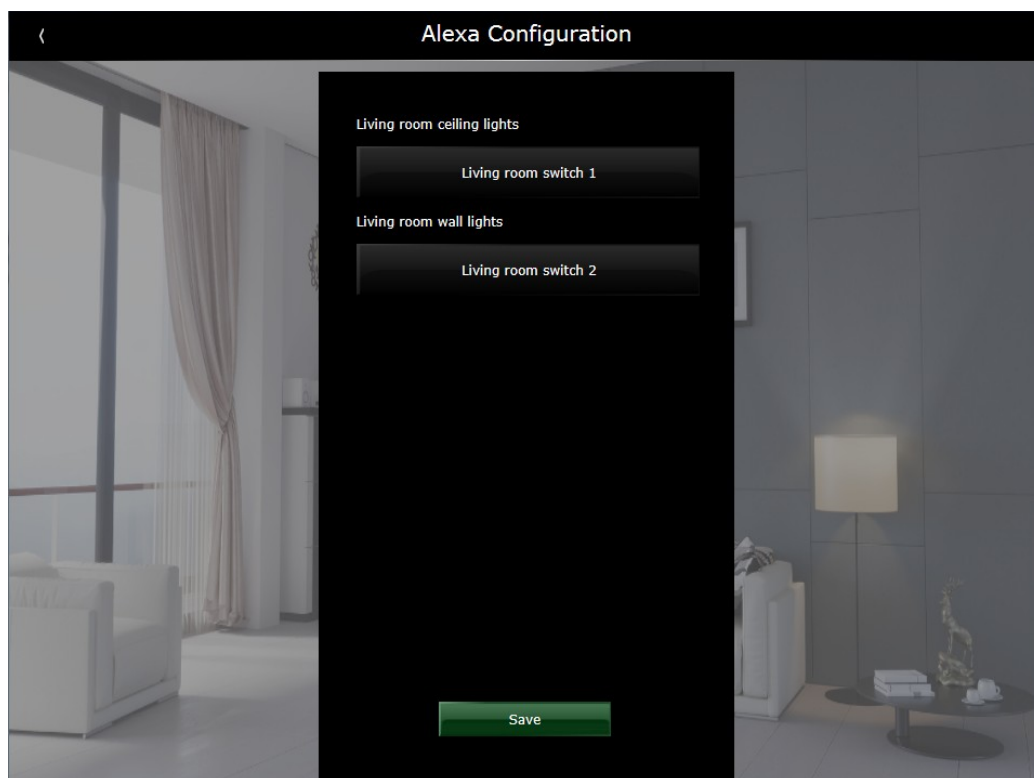 Alexa Configuration
Living room ceiling lights
Living room switch 1
Living room wall lights
Living room switch 2
Save